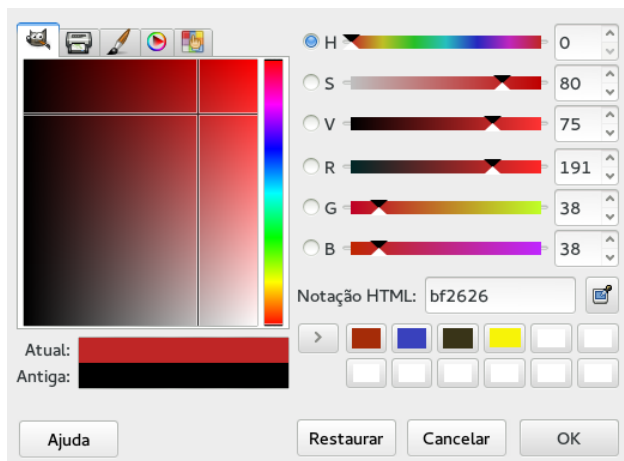 H 0
S 80
V 75
R 191
G 38
B 38
Notação HTML: bf2626
>
Atual:
Antiga:
Ajuda
Restaurar Cancelar OK